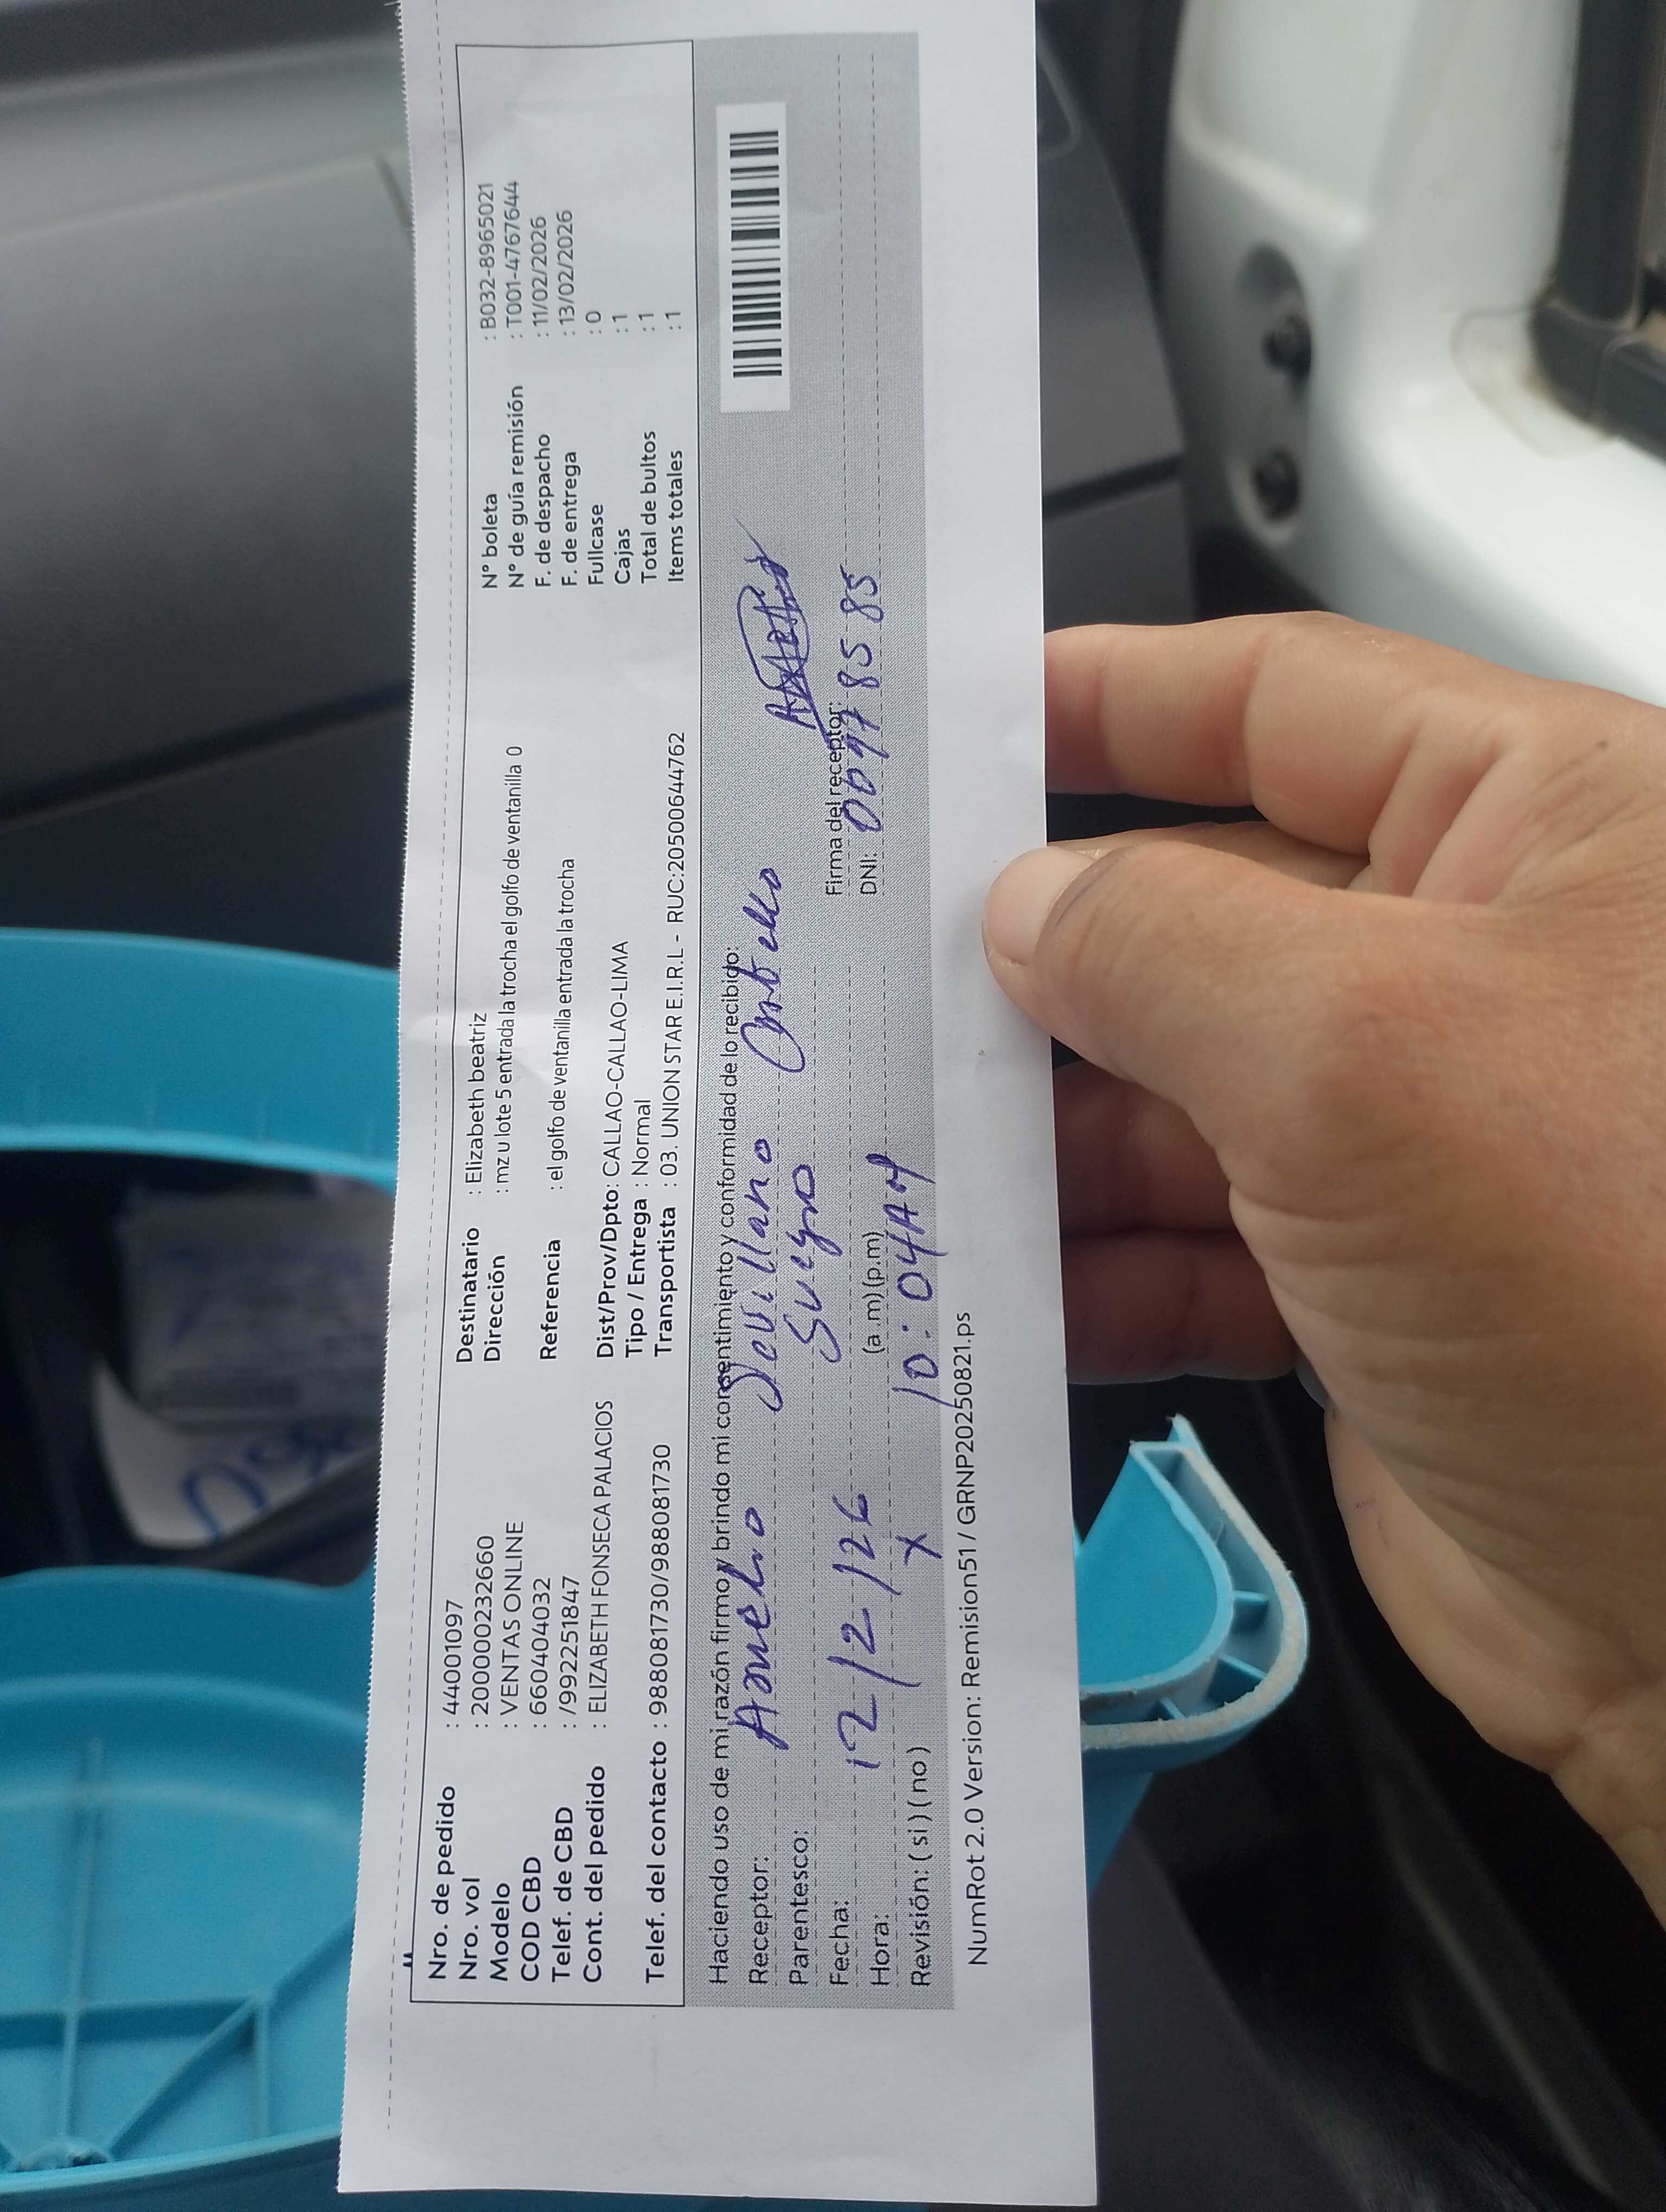 Nro. de pedido : 44001097
Nro. vol : 200000232660
Modelo : VENTAS ONLINE
COD CBD : 660404032
Telef. de CBD : /992251847
Cont. del pedido : ELIZABETH FONSECA PALACIOS
Telef. del contacto : 988081730/988081730
Destinatario : Elizabeth beatriz
Dirección : mz u lote 5 entrada la trocha el golfo de ventanilla 0
Referencia : el golfo de ventanilla entrada la trocha
Dist/Prov/Dpto: CALLAO-CALLAO-LIMA
Tipo / Entrega : Normal
Transportista : 03. UNION STAR E.I.R.L - RUC:20500644762
N° boleta : B032-8965021
N° de guía remisión : T001-4767644
F. de despacho : 11/02/2026
F. de entrega : 13/02/2026
Fullcase : 0
Cajas : 1
Total de bultos : 1
Items totales : 1
Haciendo uso de mi razón firmo y brindo mi consentimiento y conformidad de lo recibido:
Receptor: Sevillano
Parentesco: Suegro
Fecha: 12/2/26
Firma del receptor:
Hora: (a.m)(p.m) 10:04AM
DNI:
Revisión: ( si ) ( no ) X
NumRot 2.0 Version: Remision51 / GRNP20250821.ps